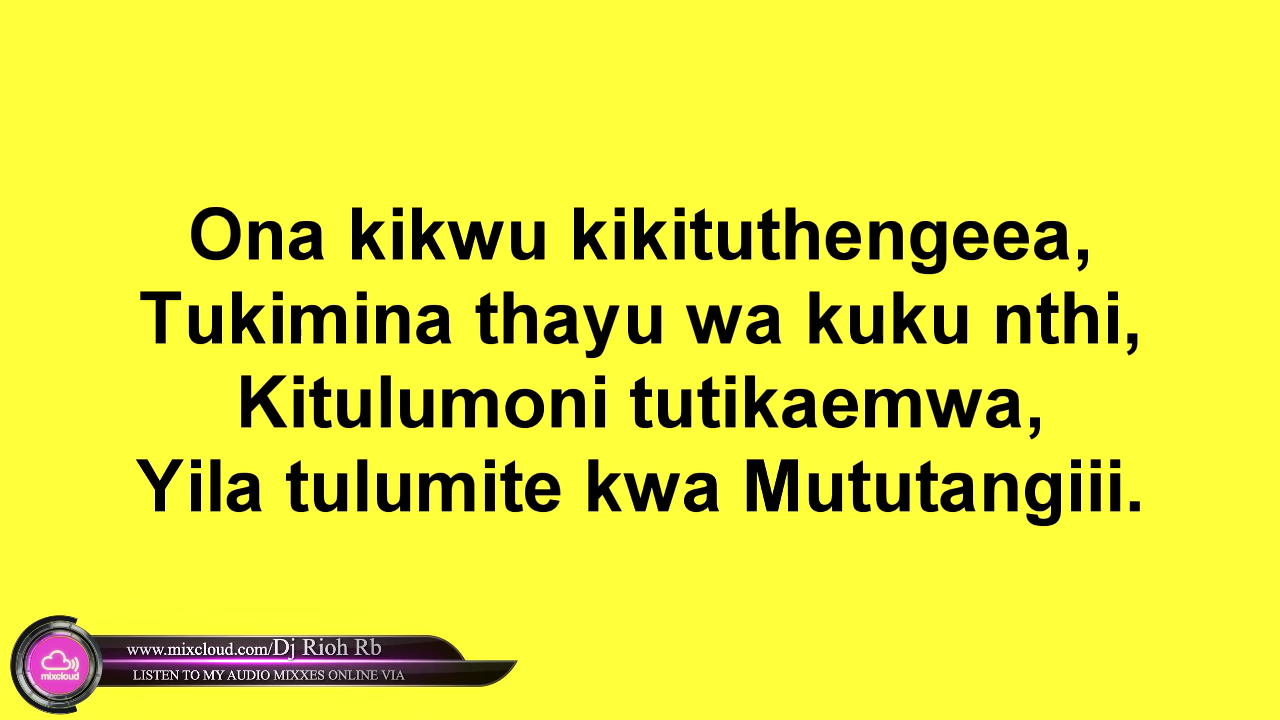 Ona kikwu kikituthengeea,
Tukimina thayu wa kuku nthi,
Kitulumoni tutikaemwa,
Yila tulumite kwa Mututangiii.
www.mixcloud.com/Dj Rioh Rb
mixcloud
LISTEN TO MY AUDIO MIXXES ONLINE VIA